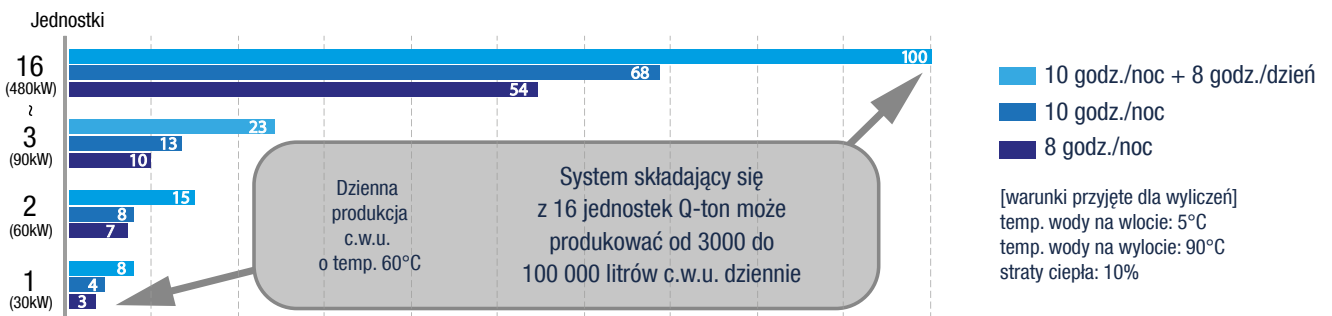 Jednostki
16
(480kW)
100
68
54
~
3
(90kW)
23
13
10
2
(60kW)
15
8
7
1
(30kW)
8
4
3
Dzienna
produkcja
c.w.u.
o temp. 60°C
System składający się
z 16 jednostek Q-ton może
produkować od 3000 do
100 000 litrów c.w.u. dziennie
10 godz./noc + 8 godz./dzień
10 godz./noc
8 godz./noc
[warunki przyjęte dla wyliczeń]
temp. wody na wlocie: 5°C
temp. wody na wylocie: 90°C
straty ciepła: 10%